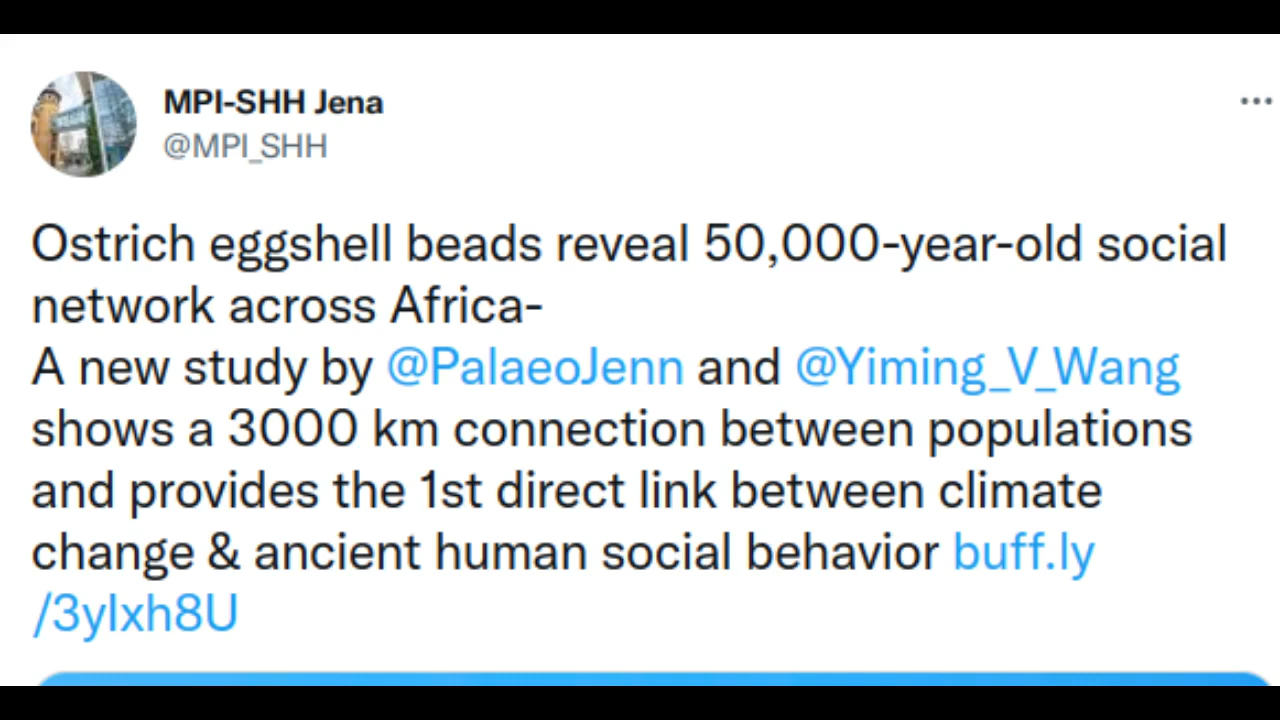 MPI-SHH Jena
@MPI_SHH
Ostrich eggshell beads reveal 50,000-year-old social
network across Africa-
A new study by @PalaeoJenn and @Yiming_V_Wang
shows a 3000 km connection between populations
and provides the 1st direct link between climate
change & ancient human social behavior buff.ly
/3yIxh8U